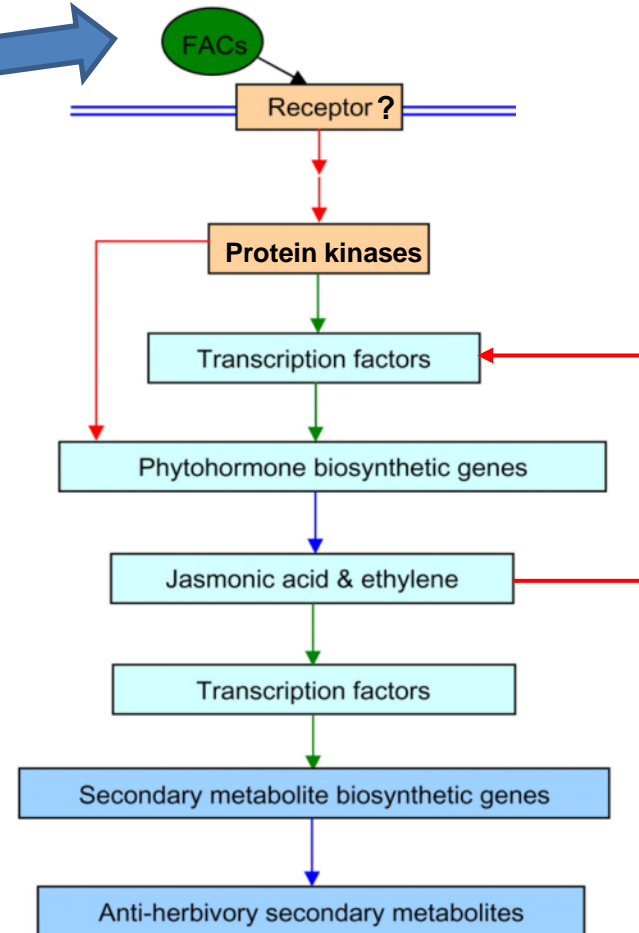 FACs
Receptor ?
Protein kinases
Transcription factors
Phytohormone biosynthetic genes
Jasmonic acid & ethylene
Transcription factors
Secondary metabolite biosynthetic genes
Anti-herbivory secondary metabolites